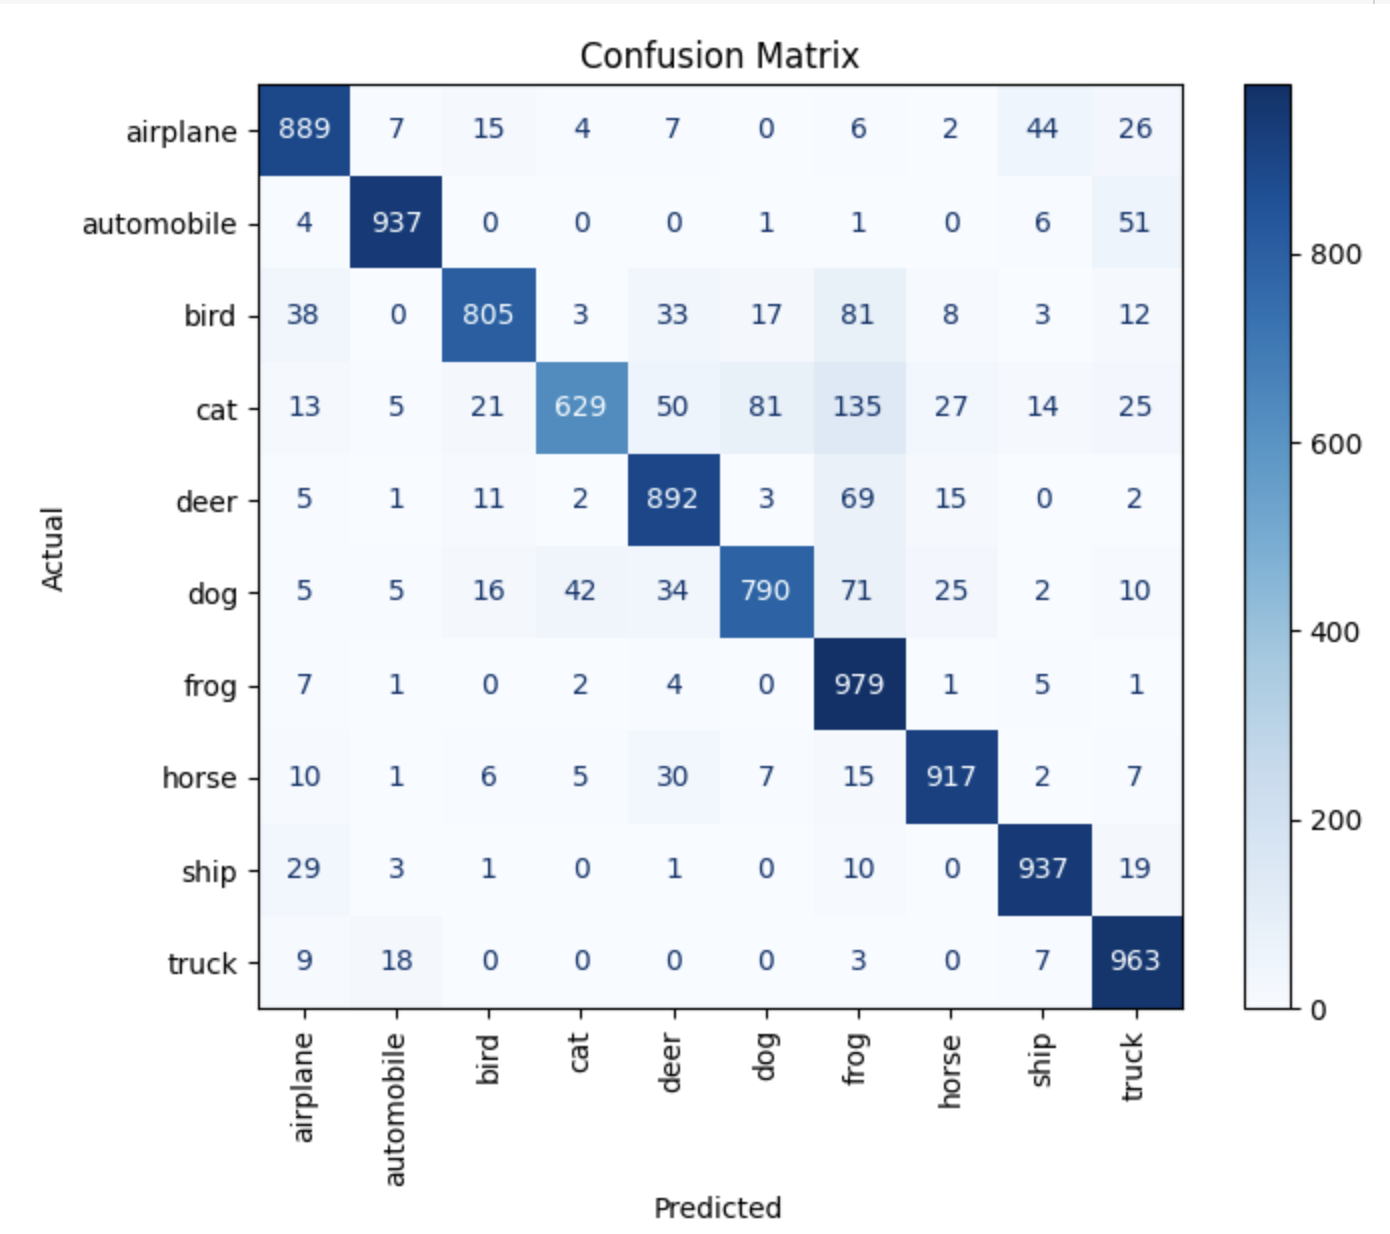 Confusion Matrix
airplane 889 7 15 4 7 0 6 2 44 26
automobile 4 937 0 0 0 1 1 0 6 51
bird 38 0 805 3 33 17 81 8 3 12
cat 13 5 21 629 50 81 135 27 14 25
deer 5 1 11 2 892 3 69 15 0 2
dog 5 5 16 42 34 790 71 25 2 10
frog 7 1 0 2 4 0 979 1 5 1
horse 10 1 6 5 30 7 15 917 2 7
ship 29 3 1 0 1 0 10 0 937 19
truck 9 18 0 0 0 0 3 0 7 963
Actual
airplane automobile bird cat deer dog frog horse ship truck
Predicted
800
600
400
200
0